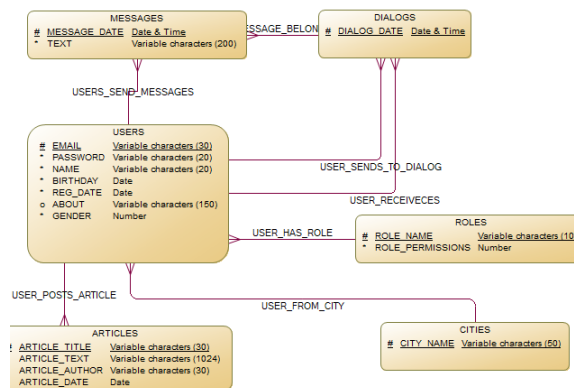 MESSAGES
# MESSAGE_DATE Date & Time
* TEXT Variable characters (200)
ESSAGE_BELON
DIALOGS
# DIALOG_DATE Date & Time
USERS_SEND_MESSAGES
USERS
# EMAIL Variable characters (30)
* PASSWORD Variable characters (20)
* NAME Variable characters (20)
* BIRTHDAY Date
* REG_DATE Date
o ABOUT Variable characters (150)
* GENDER Number
USER_SENDS_TO_DIALOG
USER_RECEIVECES
USER_HAS_ROLE
ROLES
# ROLE_NAME Variable characters (10
* ROLE_PERMISSIONS Number
USER_POSTS_ARTICLE
USER_FROM_CITY
ARTICLES
# ARTICLE_TITLE Variable characters (30)
ARTICLE_TEXT Variable characters (1024)
ARTICLE_AUTHOR Variable characters (30)
ARTICLE_DATE Date
CITIES
# CITY_NAME Variable characters (50)